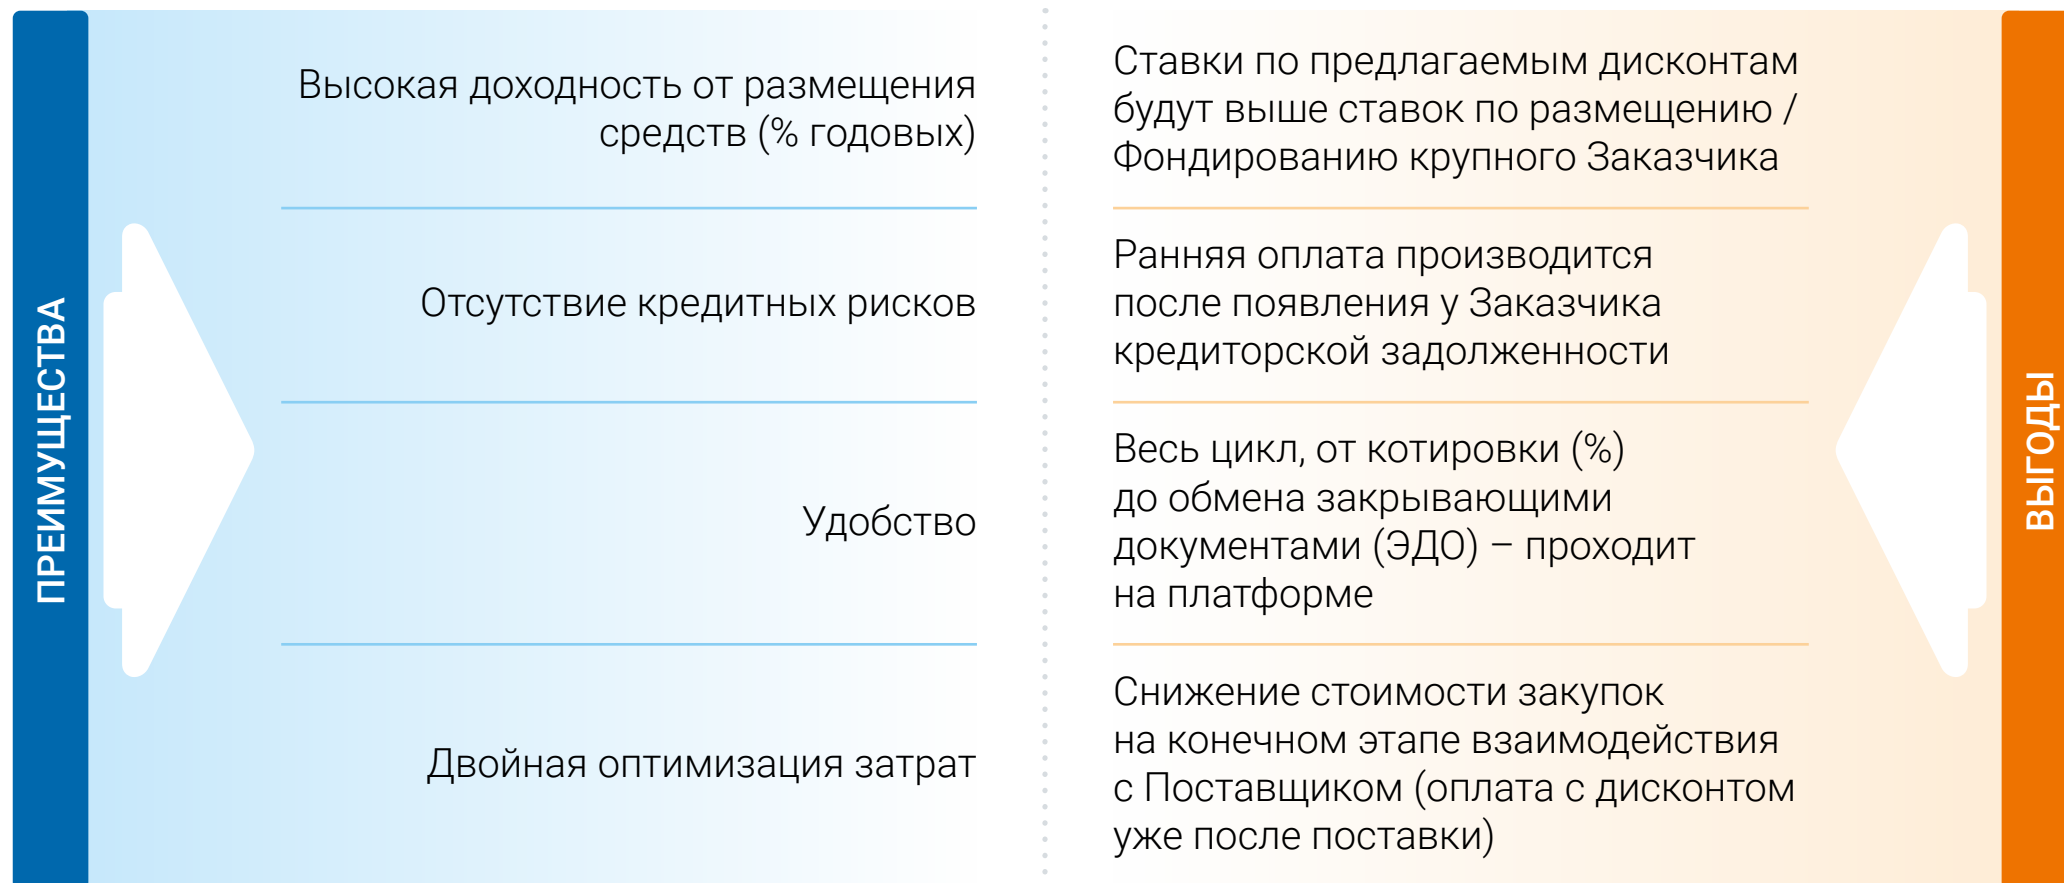 ПРЕИМУЩЕСТВА
Высокая доходность от размещения
средств (% годовых)
Ставки по предлагаемым дисконтам
будут выше ставок по размещению /
Фондированию крупного Заказчика
Отсутствие кредитных рисков
Ранняя оплата производится
после появления у Заказчика
кредиторской задолженности
Удобство
Весь цикл, от котировки (%)
до обмена закрывающими
документами (ЭДО) – проходит
на платформе
Двойная оптимизация затрат
Снижение стоимости закупок
на конечном этапе взаимодействия
с Поставщиком (оплата с дисконтом
уже после поставки)
ВЫГОДЫ